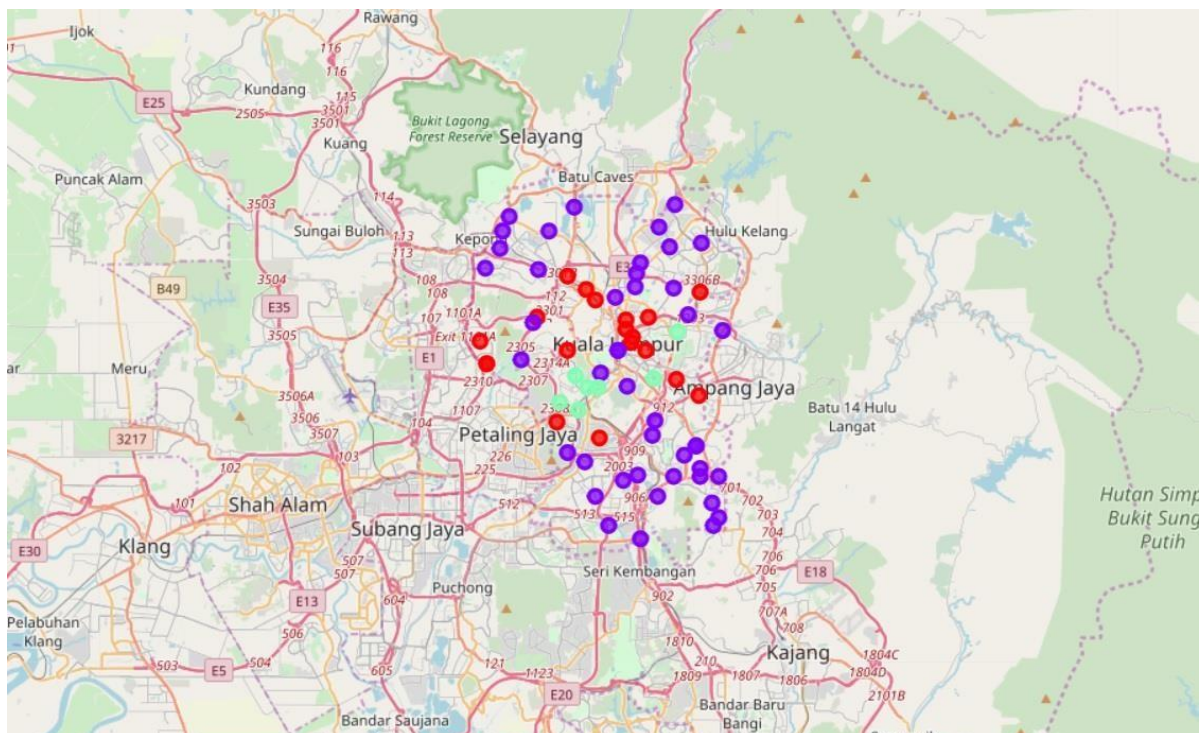 Rawang
Ijok
116
E25
Kundang
116
2505
115
3501
3501
Kuang
Bukit Lagong
Forest Reserve
Selayang
Puncak Alam
Batu Caves
114
3503
Sungai Buloh
113
113
Kepong
Hulu Kelang
108
3504
B49
108
112
3306B
E35
107
1101A
3505
2305
Kuala
E1
2314A
Meru
2310
2307
3506A
Ampang Jaya
3506
1107
912
Batu 14 Hulu
Langat
3507
104
3217
Petaling Jaya
102
103
226
909
225
2003
101
701
Shah Alam
512
906
702
Hutan Simp
Bukit Sung
Putih
513
515
703
Subang Jaya
704
Klang
E30
507
706
507
Seri Kembangan
706
E18
Puchong
705
E13
604
902
707A
506
708
Pelabuhan
Klang
1810
Kajang
503
504
E5
605
121
1123
210
1809
1807
1806
1804C
1804D
E20
2101B
Bandar Saujana
Bandar Baru
Bangi